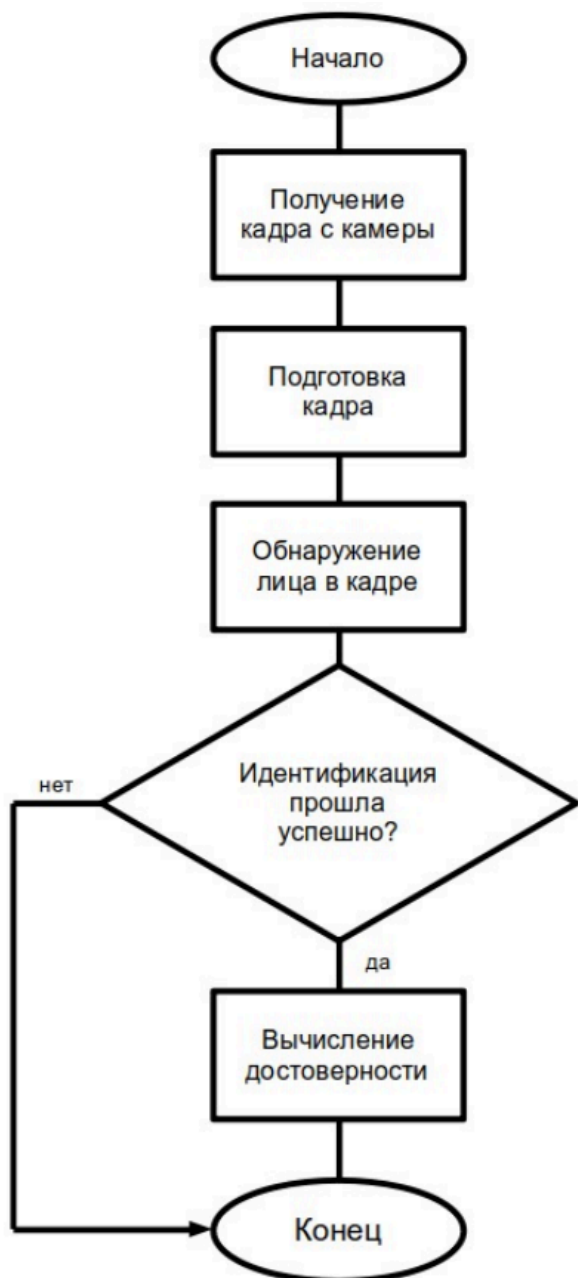 Начало
Получение
кадра с камеры
Подготовка
кадра
Обнаружение
лица в кадре
Идентификация
прошла
успешно?
нет
да
Вычисление
достоверности
Конец